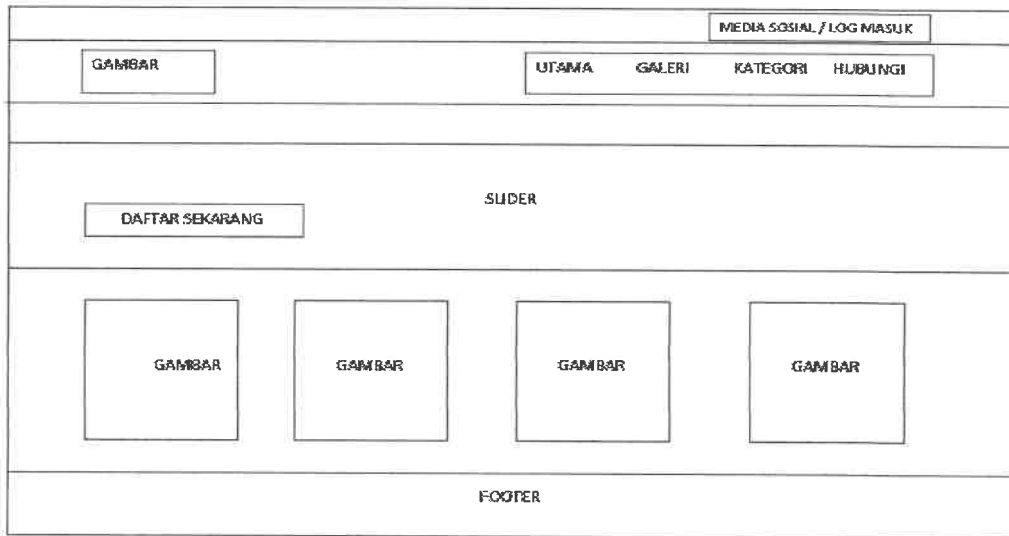 MEDIA SOSIAL / LOG MASUK
GAMBAR
UTAMA GALERI KATEGORI HUBUNGI
SLIDER
DAFTAR SEKARANG
GAMBAR GAMBAR GAMBAR GAMBAR
FOOTER